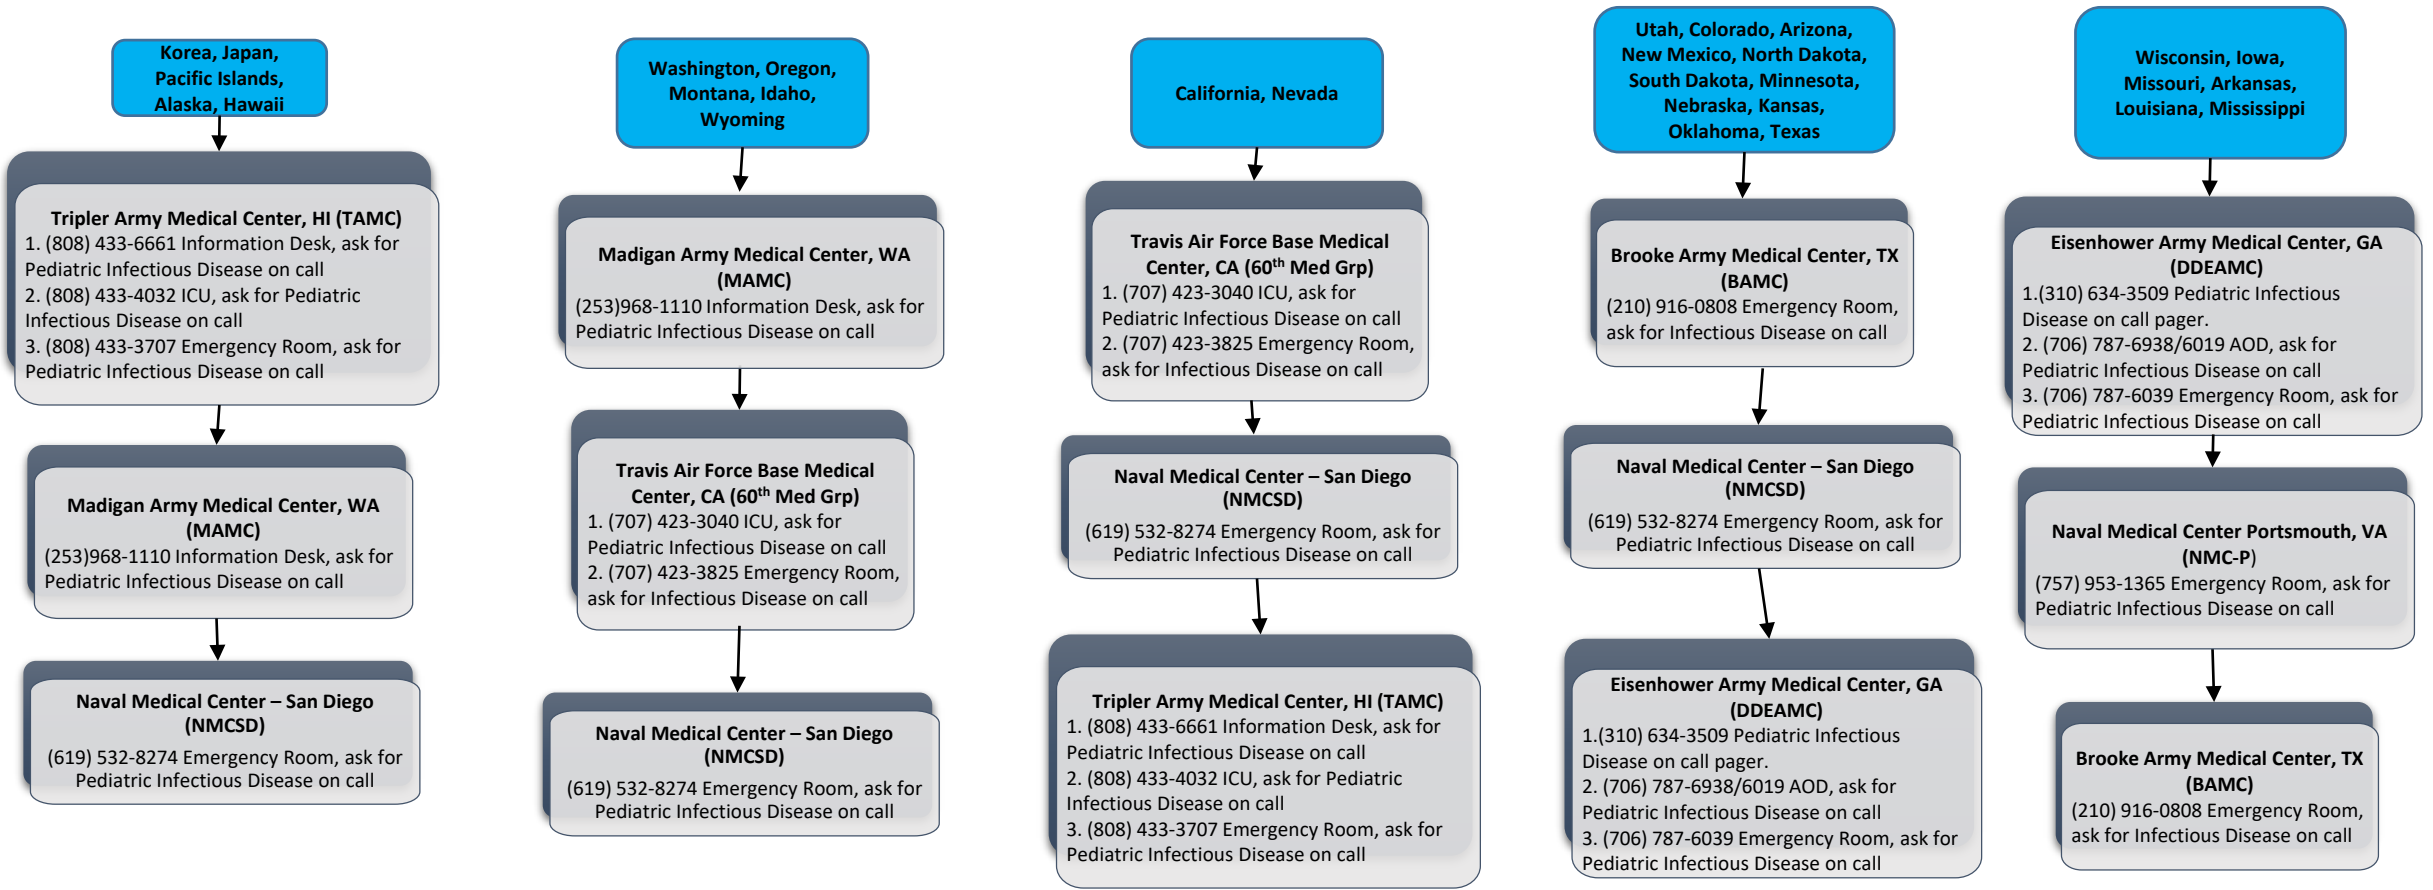 Korea, Japan,
Pacific Islands,
Alaska, Hawaii
Tripler Army Medical Center, HI (TAMC)
1. (808) 433-6661 Information Desk, ask for
Pediatric Infectious Disease on call
2. (808) 433-4032 ICU, ask for Pediatric
Infectious Disease on call
3. (808) 433-3707 Emergency Room, ask for
Pediatric Infectious Disease on call
Madigan Army Medical Center, WA
(MAMC)
(253)968-1110 Information Desk, ask for
Pediatric Infectious Disease on call
Naval Medical Center – San Diego
(NMCSD)
(619) 532-8274 Emergency Room, ask for
Pediatric Infectious Disease on call
Washington, Oregon,
Montana, Idaho,
Wyoming
Madigan Army Medical Center, WA
(MAMC)
(253)968-1110 Information Desk, ask for
Pediatric Infectious Disease on call
Travis Air Force Base Medical
Center, CA (60th Med Grp)
1. (707) 423-3040 ICU, ask for
Pediatric Infectious Disease on call
2. (707) 423-3825 Emergency Room,
ask for Infectious Disease on call
Naval Medical Center – San Diego
(NMCSD)
(619) 532-8274 Emergency Room, ask for
Pediatric Infectious Disease on call
California, Nevada
Travis Air Force Base Medical
Center, CA (60th Med Grp)
1. (707) 423-3040 ICU, ask for
Pediatric Infectious Disease on call
2. (707) 423-3825 Emergency Room,
ask for Infectious Disease on call
Naval Medical Center – San Diego
(NMCSD)
(619) 532-8274 Emergency Room, ask for
Pediatric Infectious Disease on call
Tripler Army Medical Center, HI (TAMC)
1. (808) 433-6661 Information Desk, ask for
Pediatric Infectious Disease on call
2. (808) 433-4032 ICU, ask for Pediatric
Infectious Disease on call
3. (808) 433-3707 Emergency Room, ask for
Pediatric Infectious Disease on call
Utah, Colorado, Arizona,
New Mexico, North Dakota,
South Dakota, Minnesota,
Nebraska, Kansas,
Oklahoma, Texas
Brooke Army Medical Center, TX
(BAMC)
(210) 916-0808 Emergency Room,
ask for Infectious Disease on call
Naval Medical Center – San Diego
(NMCSD)
(619) 532-8274 Emergency Room, ask for
Pediatric Infectious Disease on call
Eisenhower Army Medical Center, GA
(DDEAMC)
1.(310) 634-3509 Pediatric Infectious
Disease on call pager.
2. (706) 787-6938/6019 AOD, ask for
Pediatric Infectious Disease on call
3. (706) 787-6039 Emergency Room, ask for
Pediatric Infectious Disease on call
Wisconsin, Iowa,
Missouri, Arkansas,
Louisiana, Mississippi
Eisenhower Army Medical Center, GA
(DDEAMC)
1.(310) 634-3509 Pediatric Infectious
Disease on call pager.
2. (706) 787-6938/6019 AOD, ask for
Pediatric Infectious Disease on call
3. (706) 787-6039 Emergency Room, ask for
Pediatric Infectious Disease on call
Naval Medical Center Portsmouth, VA
(NMC-P)
(757) 953-1365 Emergency Room, ask for
Pediatric Infectious Disease on call
Brooke Army Medical Center, TX
(BAMC)
(210) 916-0808 Emergency Room,
ask for Infectious Disease on call